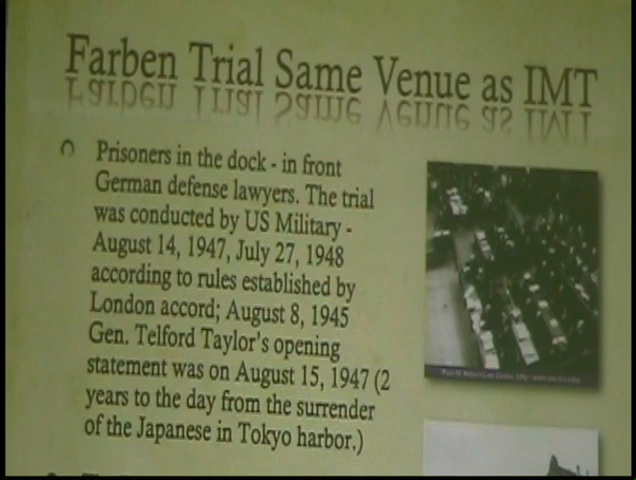 Farben Trial Same Venue as IMT
Prisoners in the dock - in front
German defense lawyers. The trial
was conducted by US Military -
August 14, 1947, July 27, 1948
according to rules established by
London accord; August 8, 1945
Gen. Telford Taylor's opening
statement was on August 15, 1947 (2
years to the day from the surrender
of the Japanese in Tokyo harbor.)